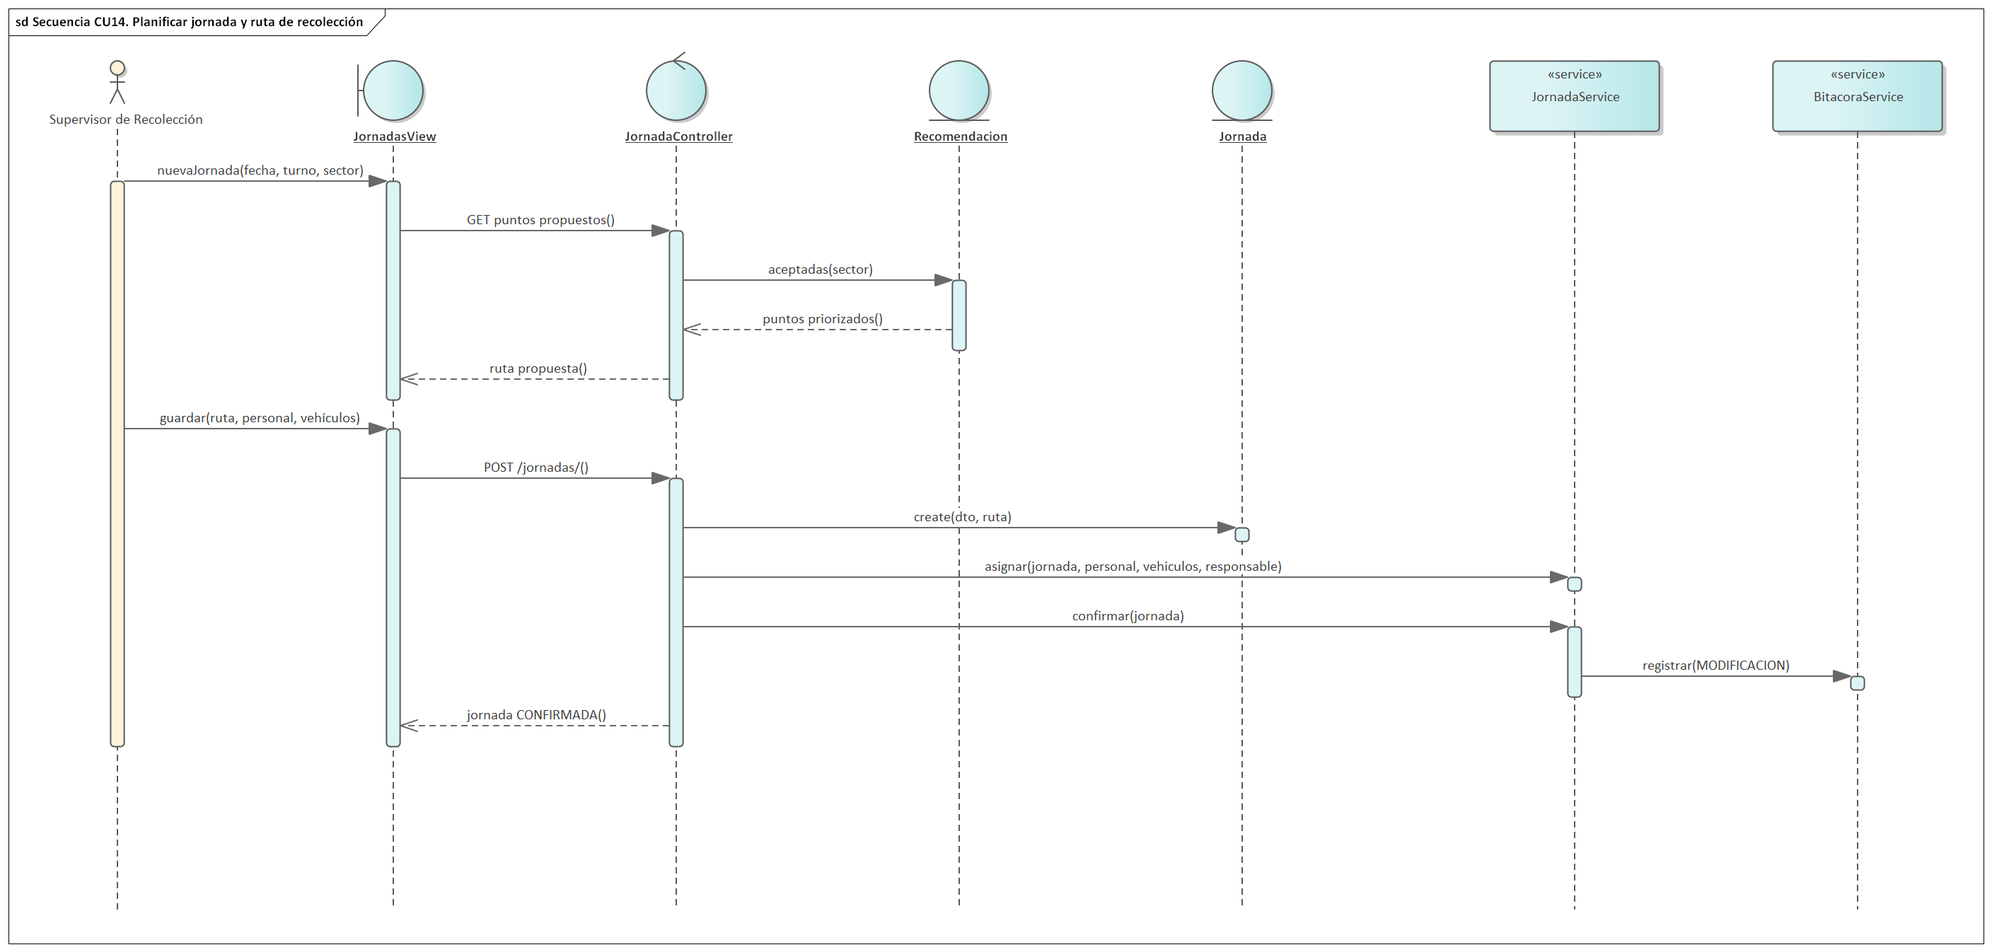 sd Secuencia CU14. Planificar jornada y ruta de recolección
«service»
JornadaService
«service»
BitacoraService
Supervisor de Recolección
JornadasView
JornadaController
Recomendacion
Jornada
nuevaJornada(fecha, turno, sector)
GET puntos propuestos()
aceptadas(sector)
puntos priorizados()
ruta propuesta()
guardar(ruta, personal, vehículos)
POST /jornadas/()
create(dto, ruta)
asignar(jornada, personal, vehiculos, responsable)
confirmar(jornada)
registrar(MODIFICACION)
jornada CONFIRMADA()